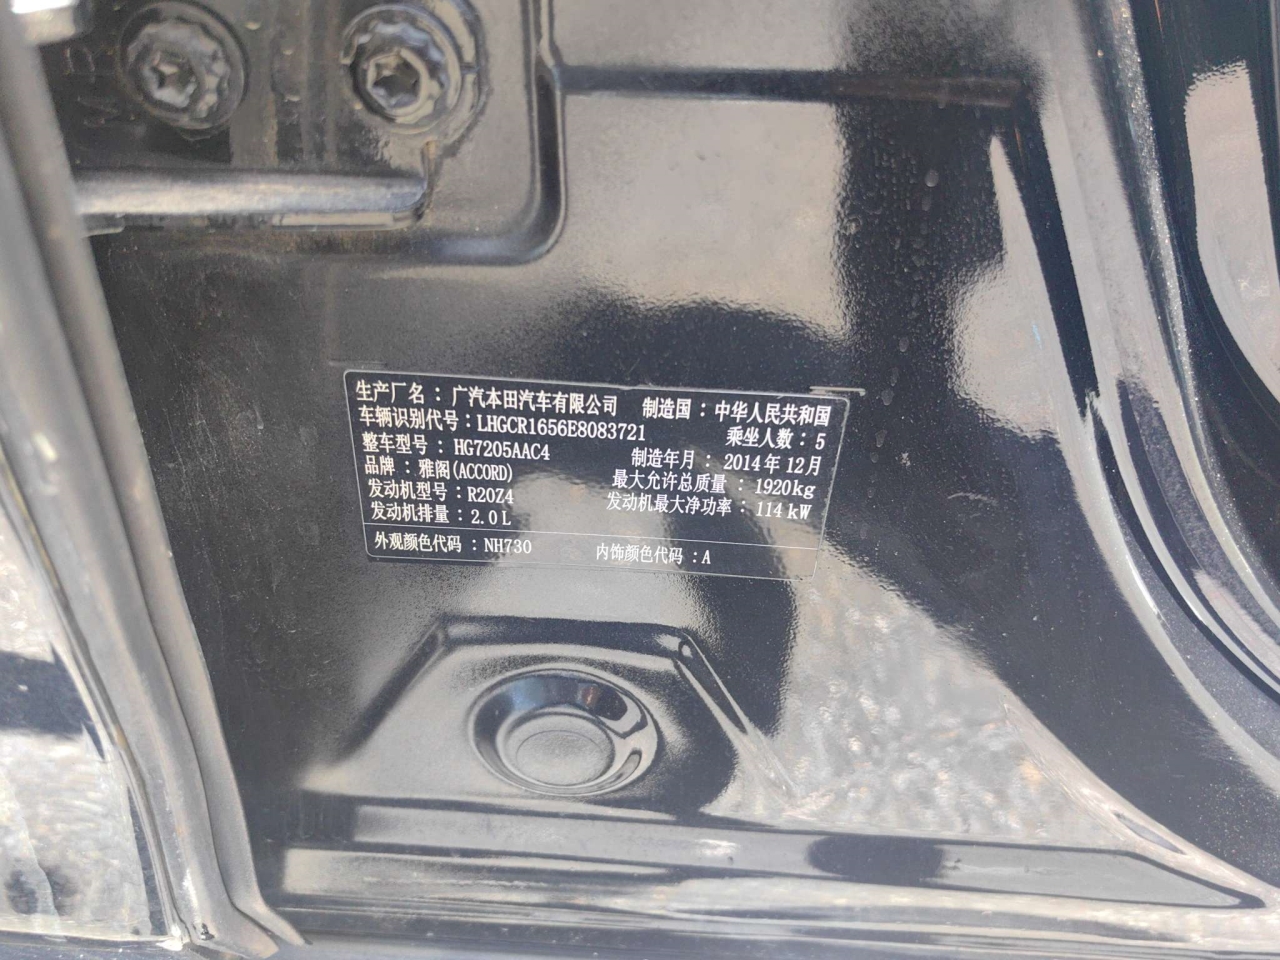 生产厂名：广汽本田汽车有限公司 制造国：中华人民共和国
车辆识别代号：LHGCR1656E8083721 乘坐人数：5
整车型号：HG7205AAC4 制造年月：2014年12月
品牌：雅阁(ACCORD) 最大允许总质量：1920kg
发动机型号：R20Z4 发动机最大净功率：114kW
发动机排量：2.0L
外观颜色代码：NH730 内饰颜色代码：A